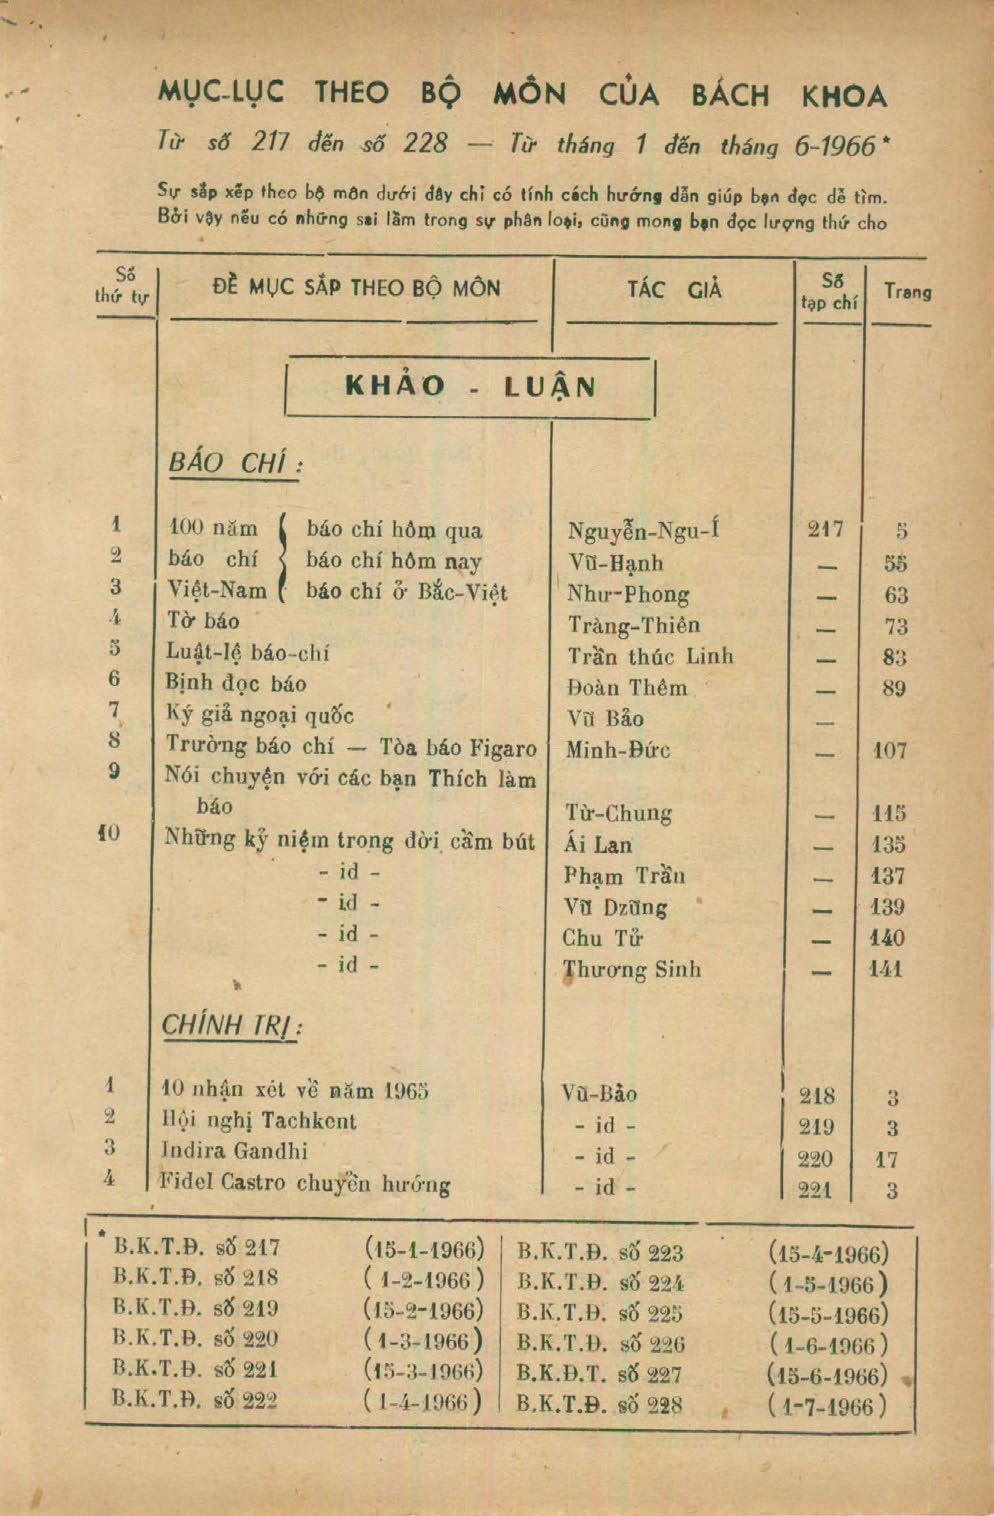 MỤC-LỤC THEO BỘ MÔN CỦA BÁCH KHOA
Từ số 217 đến số 228 — Từ tháng 1 đến tháng 6-1966*
Sự sắp xếp theo bộ môn dưới đây chỉ có tính cách hướng dẫn giúp bạn đọc dễ tìm.
Bởi vậy nếu có những sai lầm trong sự phân loại, cũng mong bạn đọc lượng thứ cho
Số thứ tự | ĐỀ MỤC SẮP THEO BỘ MÔN | TÁC GIẢ | Số tạp chí | Trang
KHẢO - LUẬN
BÁO CHÍ :
1 100 năm { báo chí hôm qua Nguyễn-Ngu-Í 217 5
2 báo chí { báo chí hôm nay Vũ-Hạnh — 55
3 Việt-Nam { báo chí ở Bắc-Việt Như-Phong — 63
4 Tờ báo Tràng-Thiên — 73
5 Luật-lệ báo-chí Trần thúc Linh — 83
6 Bịnh đọc báo Đoàn Thêm — 89
7 Ký giả ngoại quốc Vũ Bảo —
8 Trường báo chí — Tòa báo Figaro Minh-Đức — 107
9 Nói chuyện với các bạn Thích làm
báo Từ-Chung — 115
10 Những kỷ niệm trong đời cầm bút Ái Lan — 135
- id - Phạm Trần — 137
- id - Vũ Dzũng — 139
- id - Chu Tử — 140
- id - Thương Sinh — 141
CHÍNH TRỊ :
1 10 nhận xét về năm 1965 Vũ-Bảo 218 3
2 Hội nghị Tachkent - id - 219 3
3 Indira Gandhi - id - 220 17
4 Fidel Castro chuyển hướng - id - 221 3
* B.K.T.Đ. số 217 (15-1-1966) B.K.T.Đ. số 223 (15-4-1966)
B.K.T.Đ. số 218 ( 1-2-1966 ) B.K.T.Đ. số 224 ( 1-5-1966 )
B.K.T.Đ. số 219 (15-2-1966) B.K.T.Đ. số 225 (15-5-1966)
B.K.T.Đ. số 220 ( 1-3-1966 ) B.K.T.Đ. số 226 ( 1-6-1966 )
B.K.T.Đ. số 221 (15-3-1966) B.K.Đ.T. số 227 (15-6-1966)
B.K.T.Đ. số 222 ( 1-4-1966 ) B.K.T.Đ. số 228 ( 1-7-1966 )